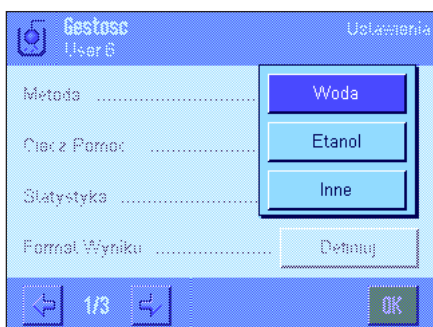 Gestosc
User 6
Ustawienia
Metoda ....................
Woda
Ciecz Pomoc ....................
Etanol
Statystyka ....................
Inne
Format Wyniku ....................
Definiuj
1/3
OK